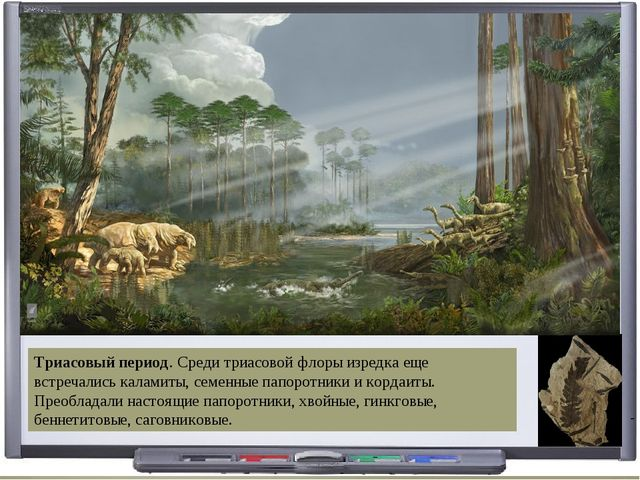 Триасовый период. Среди триасовой флоры изредка еще
встречались каламиты, семенные папоротники и кордаиты.
Преобладали настоящие папоротники, хвойные, гинкговые,
беннетитовые, саговниковые.